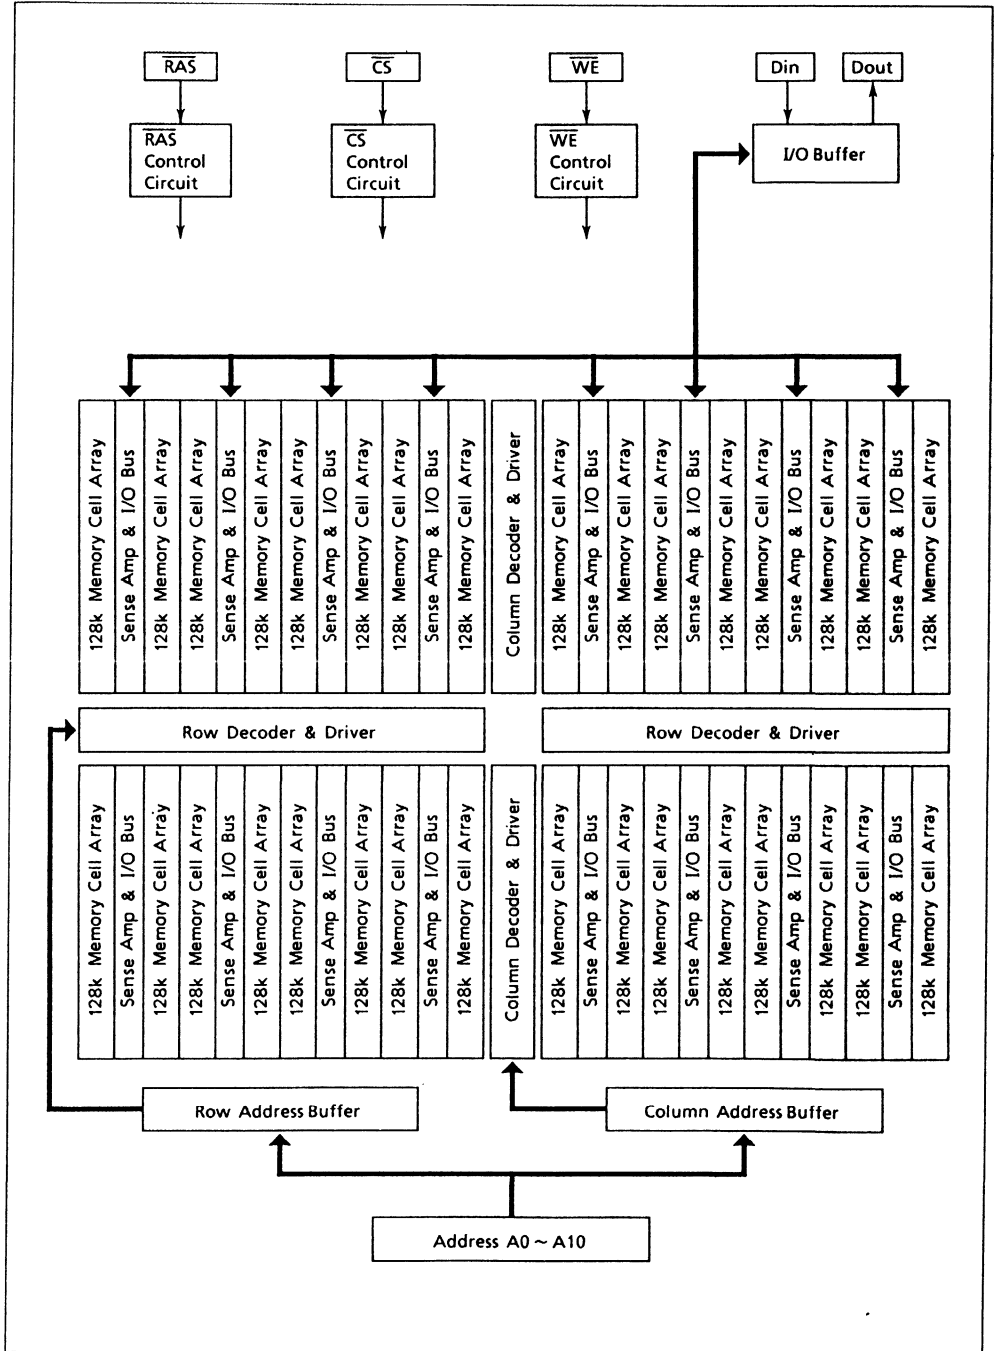 RAS CS WE Din Dout
RAS Control Circuit
CS Control Circuit
WE Control Circuit
I/O Buffer
128k Memory Cell Array
Sense Amp & I/O Bus
128k Memory Cell Array
128k Memory Cell Array
Sense Amp & I/O Bus
128k Memory Cell Array
128k Memory Cell Array
Sense Amp & I/O Bus
128k Memory Cell Array
128k Memory Cell Array
Sense Amp & I/O Bus
128k Memory Cell Array
Column Decoder & Driver
128k Memory Cell Array
Sense Amp & I/O Bus
128k Memory Cell Array
128k Memory Cell Array
Sense Amp & I/O Bus
128k Memory Cell Array
128k Memory Cell Array
Sense Amp & I/O Bus
128k Memory Cell Array
128k Memory Cell Array
Sense Amp & I/O Bus
128k Memory Cell Array
Row Decoder & Driver
Row Decoder & Driver
128k Memory Cell Array
Sense Amp & I/O Bus
128k Memory Cell Array
128k Memory Cell Array
Sense Amp & I/O Bus
128k Memory Cell Array
128k Memory Cell Array
Sense Amp & I/O Bus
128k Memory Cell Array
128k Memory Cell Array
Sense Amp & I/O Bus
128k Memory Cell Array
Column Decoder & Driver
128k Memory Cell Array
Sense Amp & I/O Bus
128k Memory Cell Array
128k Memory Cell Array
Sense Amp & I/O Bus
128k Memory Cell Array
128k Memory Cell Array
Sense Amp & I/O Bus
128k Memory Cell Array
128k Memory Cell Array
Sense Amp & I/O Bus
128k Memory Cell Array
Row Address Buffer
Column Address Buffer
Address A0 ~ A10